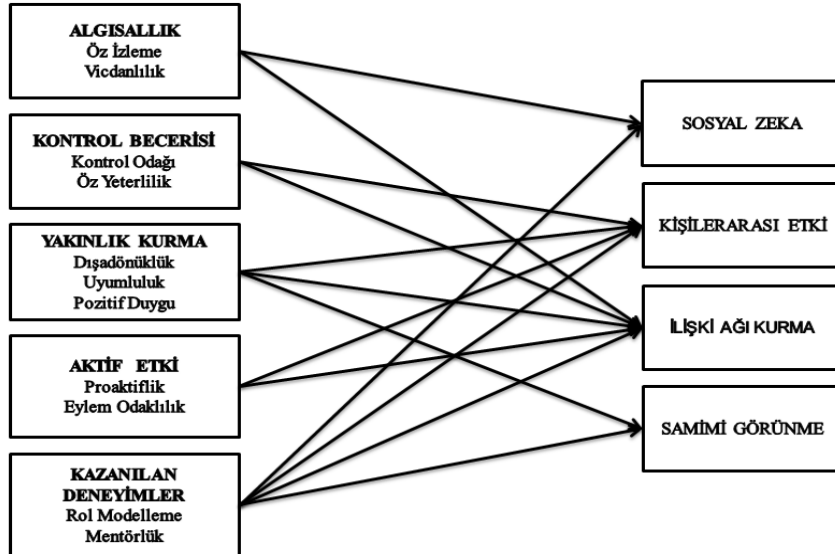 ALGISALLIK
Öz İzleme
Vicdanlılık
KONTROL BECERİSİ
Kontrol Odağı
Öz Yeterlilik
YAKINLIK KURMA
Dışadönüklük
Uyumluluk
Pozitif Duygu
AKTİF ETKİ
Proaktiflik
Eylem Odaklılık
KAZANILAN
DENEYİMLER
Rol Modelleme
Mentörlük
SOSYAL ZEKA
KİŞİLERARASI ETKİ
İLİŞKİ AĞI KURMA
SAMİMİ GÖRÜNME